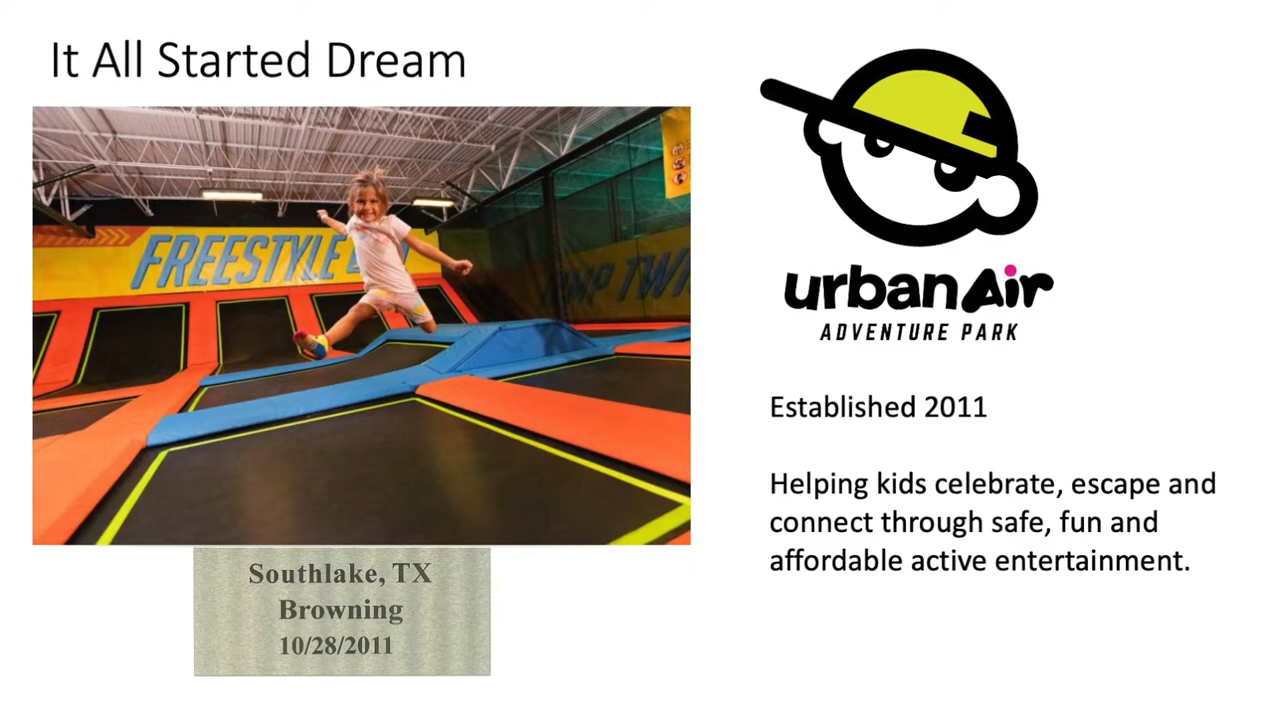 It All Started Dream
FREESTYLE
urbanAir
ADVENTURE PARK
Established 2011
Helping kids celebrate, escape and
connect through safe, fun and
affordable active entertainment.
Southlake, TX
Browning
10/28/2011